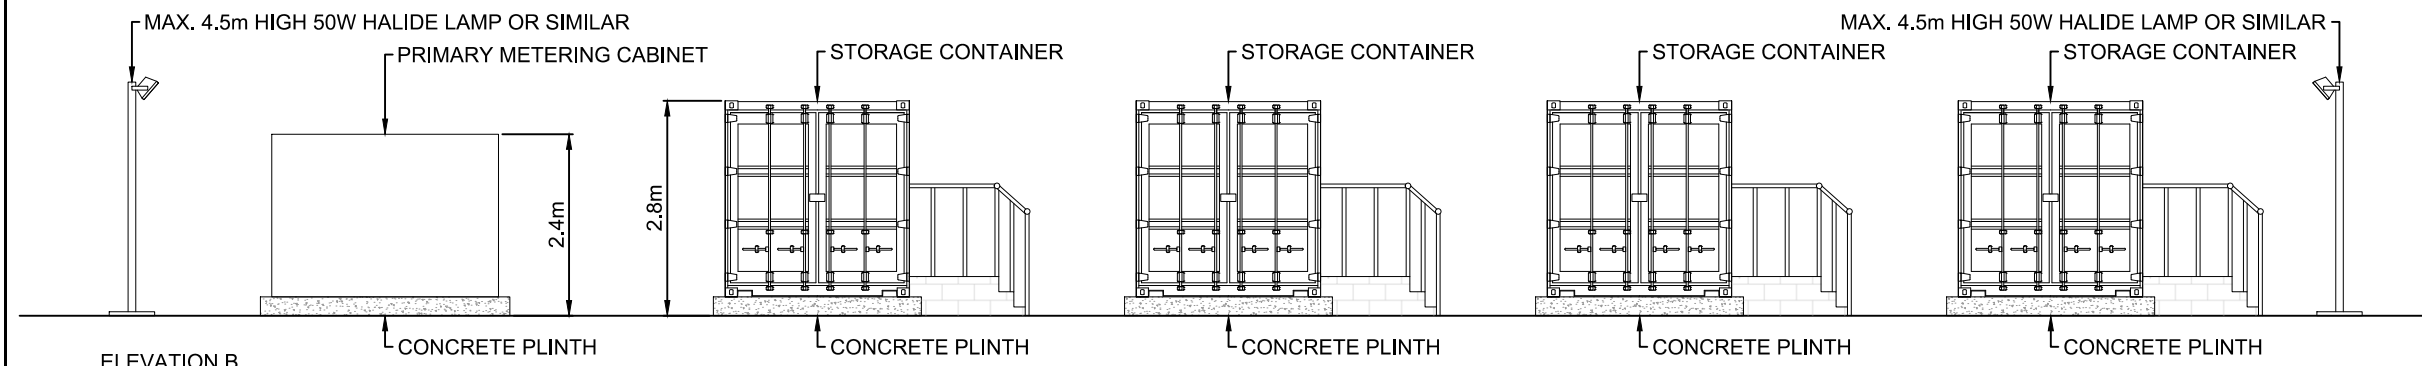 MAX. 4.5m HIGH 50W HALIDE LAMP OR SIMILAR
MAX. 4.5m HIGH 50W HALIDE LAMP OR SIMILAR
PRIMARY METERING CABINET
STORAGE CONTAINER
STORAGE CONTAINER
STORAGE CONTAINER
STORAGE CONTAINER
2.4m
2.8m
CONCRETE PLINTH
CONCRETE PLINTH
CONCRETE PLINTH
CONCRETE PLINTH
CONCRETE PLINTH
ELEVATION B